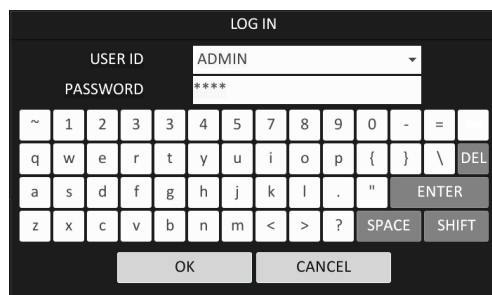 LOG IN
USER ID ADMIN
PASSWORD ****
~ 1 2 3 3 4 5 7 8 9 0 - =
q w e r t y u i o p { } \ DEL
a s d f g h j k l . " ENTER
z x c v b n m < > ? SPACE SHIFT
OK CANCEL